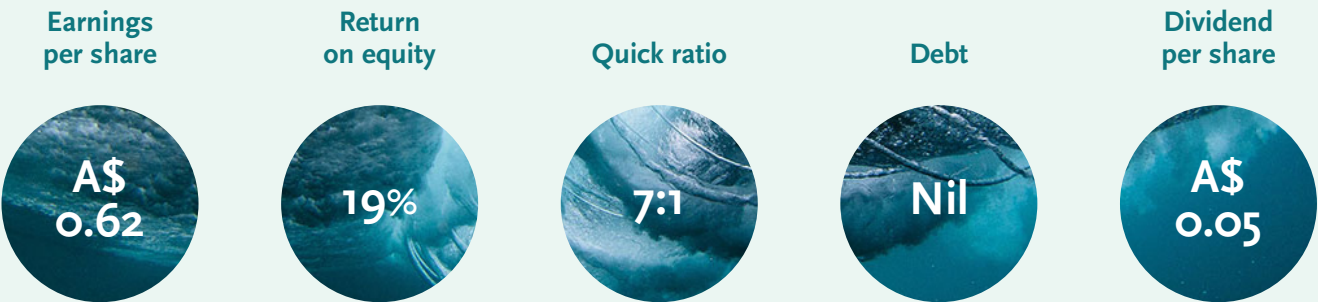 Earnings
per share
Return
on equity
Quick ratio
Debt
Dividend
per share
A$
0.62
19%
7:1
Nil
A$
0.05